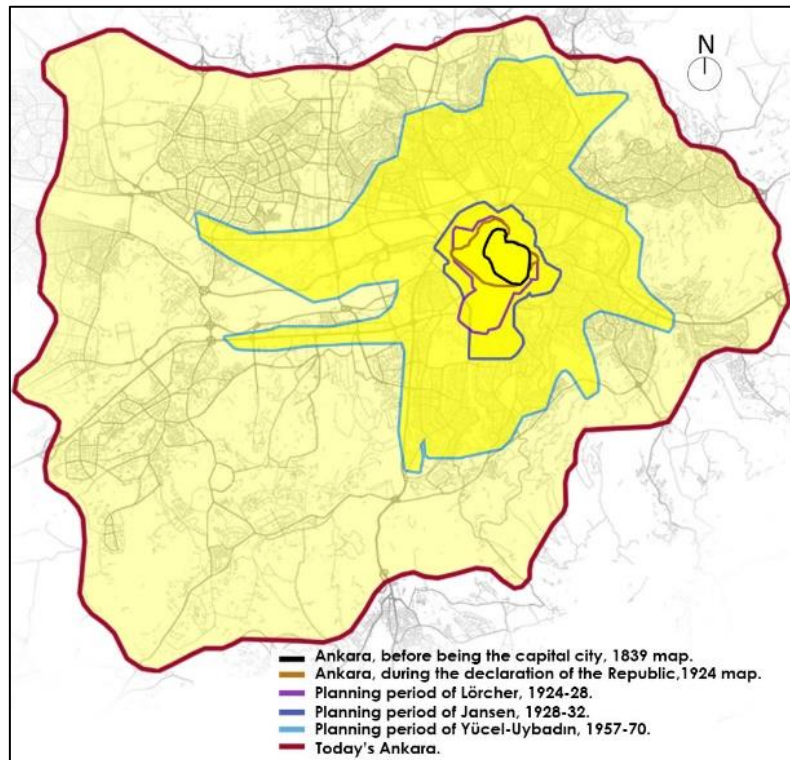 N
Ankara, before being the capital city, 1839 map.
Ankara, during the declaration of the Republic,1924 map.
Planning period of Lörcher, 1924-28.
Planning period of Jansen, 1928-32.
Planning period of Yücel-Uybadın, 1957-70.
Today's Ankara.